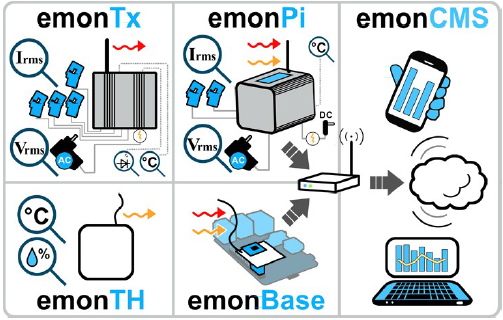 emonTx
Irms
Vrms
AC
°C
emonPi
Irms
°C
DC
Vrms
AC
emonCMS
°C
%
emonTH
emonBase